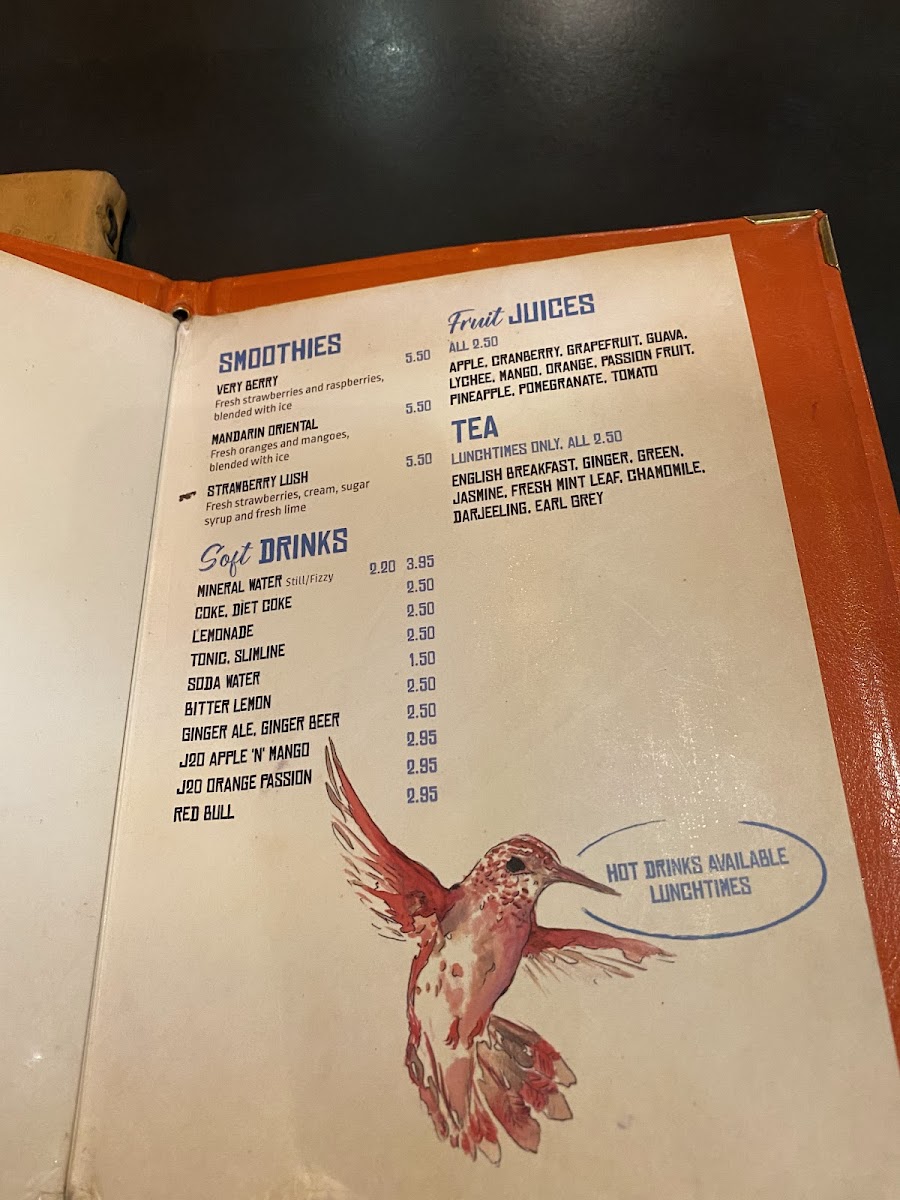 SMOOTHIES
VERY BERRY 5.50
Fresh strawberries and raspberries,
blended with ice
MANDARIN ORIENTAL 5.50
Fresh oranges and mangoes,
blended with ice
STRAWBERRY LUSH 5.50
Fresh strawberries, cream, sugar
syrup and fresh lime
Soft DRINKS
MINERAL WATER Still/Fizzy 2.20 3.95
COKE, DIET COKE 2.50
LEMONADE 2.50
TONIC, SLIMLINE 2.50
SODA WATER 1.50
BITTER LEMON 2.50
GINGER ALE, GINGER BEER 2.50
J20 APPLE 'N' MANGO 2.95
J20 ORANGE PASSION 2.95
RED BULL 2.95
Fruit JUICES
ALL 2.50
APPLE, CRANBERRY, GRAPEFRUIT, GUAVA,
LYCHEE, MANGO, ORANGE, PASSION FRUIT,
PINEAPPLE, POMEGRANATE, TOMATO
TEA
LUNCHTIMES ONLY, ALL 2.50
ENGLISH BREAKFAST, GINGER, GREEN,
JASMINE, FRESH MINT LEAF, CHAMOMILE,
DARJEELING, EARL GREY
HOT DRINKS AVAILABLE
LUNCHTIMES